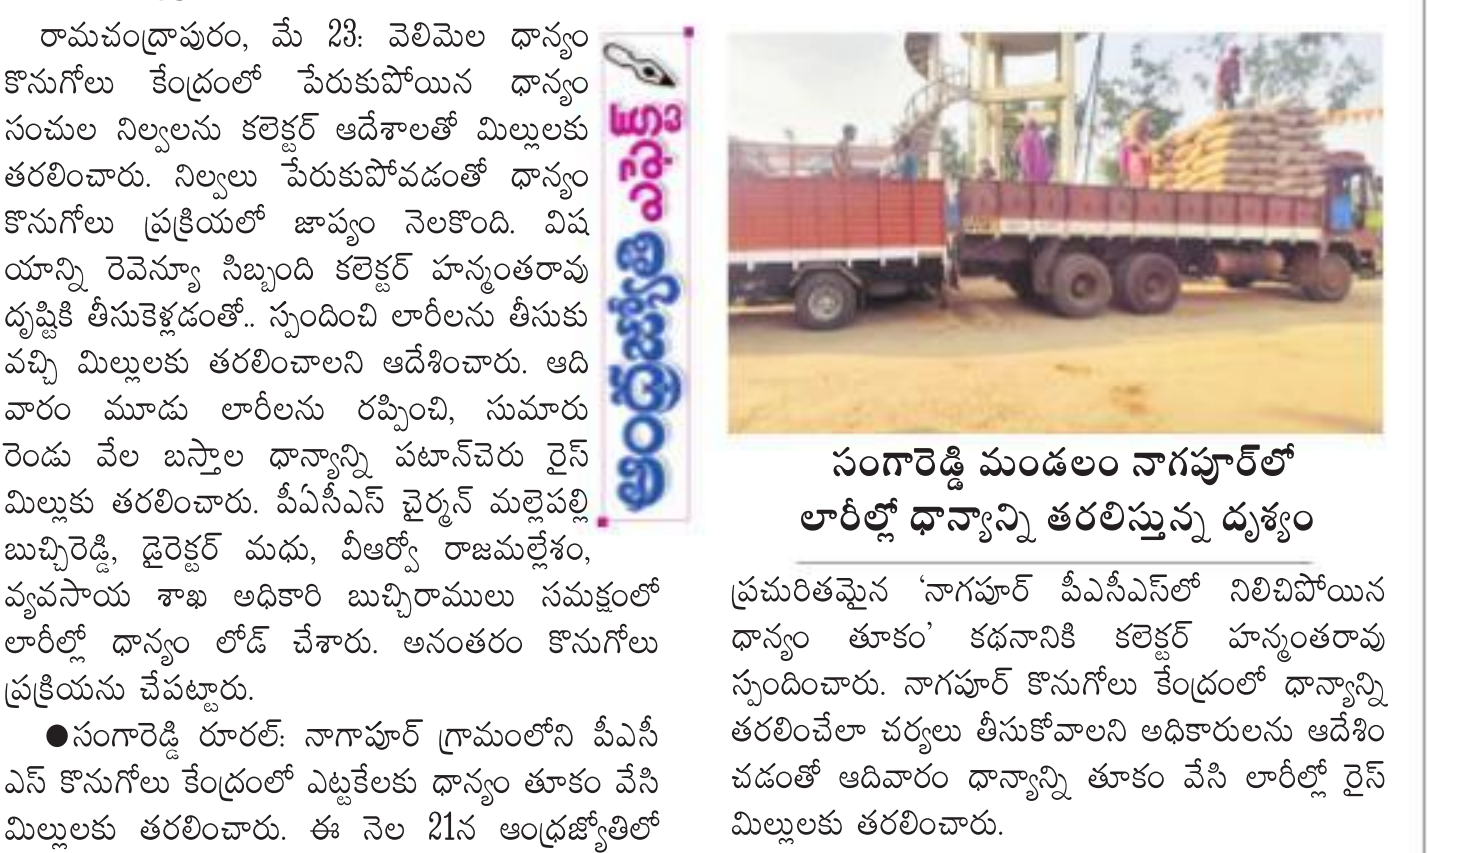 రామచంద్రాపురం, మే 23: వెలిమెల ధాన్యం
కొనుగోలు కేంద్రంలో పేరుకుపోయిన ధాన్యం
సంచుల నిల్వలను కలెక్టర్ ఆదేశాలతో మిల్లులకు
తరలించారు. నిల్వలు పేరుకుపోవడంతో ధాన్యం
కొనుగోలు ప్రక్రియలో జాప్యం నెలకొంది. విష
యాన్ని రెవెన్యూ సిబ్బంది కలెక్టర్ హన్మంతరావు
దృష్టికి తీసుకెళ్లడంతో.. స్పందించి లారీలను తీసుకు
వచ్చి మిల్లులకు తరలించాలని ఆదేశించారు. ఆది
వారం మూడు లారీలను రప్పించి, సుమారు
రెండు వేల బస్తాల ధాన్యాన్ని పటాన్‌చెరు రైస్
మిల్లుకు తరలించారు. పీఏసీఎస్ చైర్మన్ మల్లెపల్లి
బుచ్చిరెడ్డి, డైరెక్టర్ మధు, వీఆర్వో రాజమల్లేశం,
వ్యవసాయ శాఖ అధికారి బుచ్చిరాములు సమక్షంలో
లారీల్లో ధాన్యం లోడ్ చేశారు. అనంతరం కొనుగోలు
ప్రక్రియను చేపట్టారు.
●సంగారెడ్డి రూరల్: నాగాపూర్ గ్రామంలోని పీఎసీ
ఎస్ కొనుగోలు కేంద్రంలో ఎట్టకేలకు ధాన్యం తూకం వేసి
మిల్లులకు తరలించారు. ఈ నెల 21న ఆంధ్రజ్యోతిలో
ఆంధ్రజ్యోతి ఎఫెక్ట్
సంగారెడ్డి మండలం నాగపూర్‌లో
లారీల్లో ధాన్యాన్ని తరలిస్తున్న దృశ్యం
ప్రచురితమైన ‘నాగపూర్ పీఎసీఎస్‌లో నిలిచిపోయిన
ధాన్యం తూకం’ కథనానికి కలెక్టర్ హన్మంతరావు
స్పందించారు. నాగపూర్ కొనుగోలు కేంద్రంలో ధాన్యాన్ని
తరలించేలా చర్యలు తీసుకోవాలని అధికారులను ఆదేశిం
చడంతో ఆదివారం ధాన్యాన్ని తూకం వేసి లారీల్లో రైస్
మిల్లులకు తరలించారు.